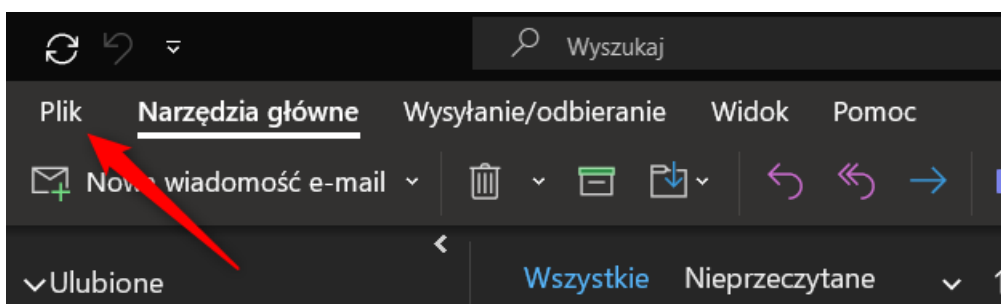 Wyszukaj
Plik Narzędzia główne Wysyłanie/odbieranie Widok Pomoc
Nowa wiadomość e-mail
Ulubione Wszystkie Nieprzeczytane